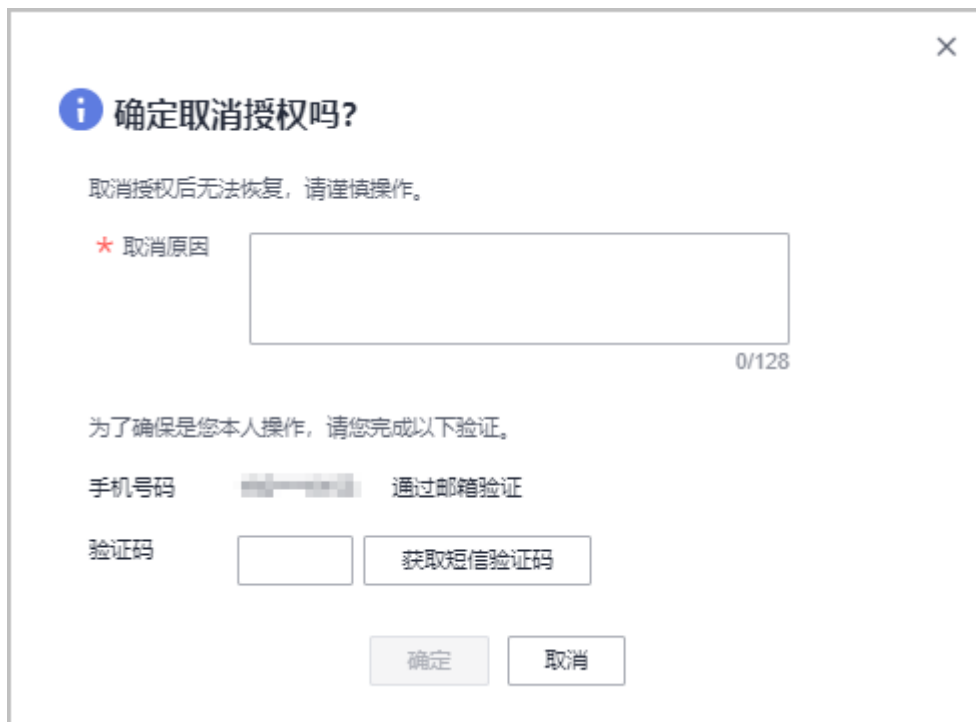 确定取消授权吗?
取消授权后无法恢复，请谨慎操作。
* 取消原因
0/128
为了确保是您本人操作，请您完成以下验证。
手机号码 通过邮箱验证
验证码 获取短信验证码
确定 取消